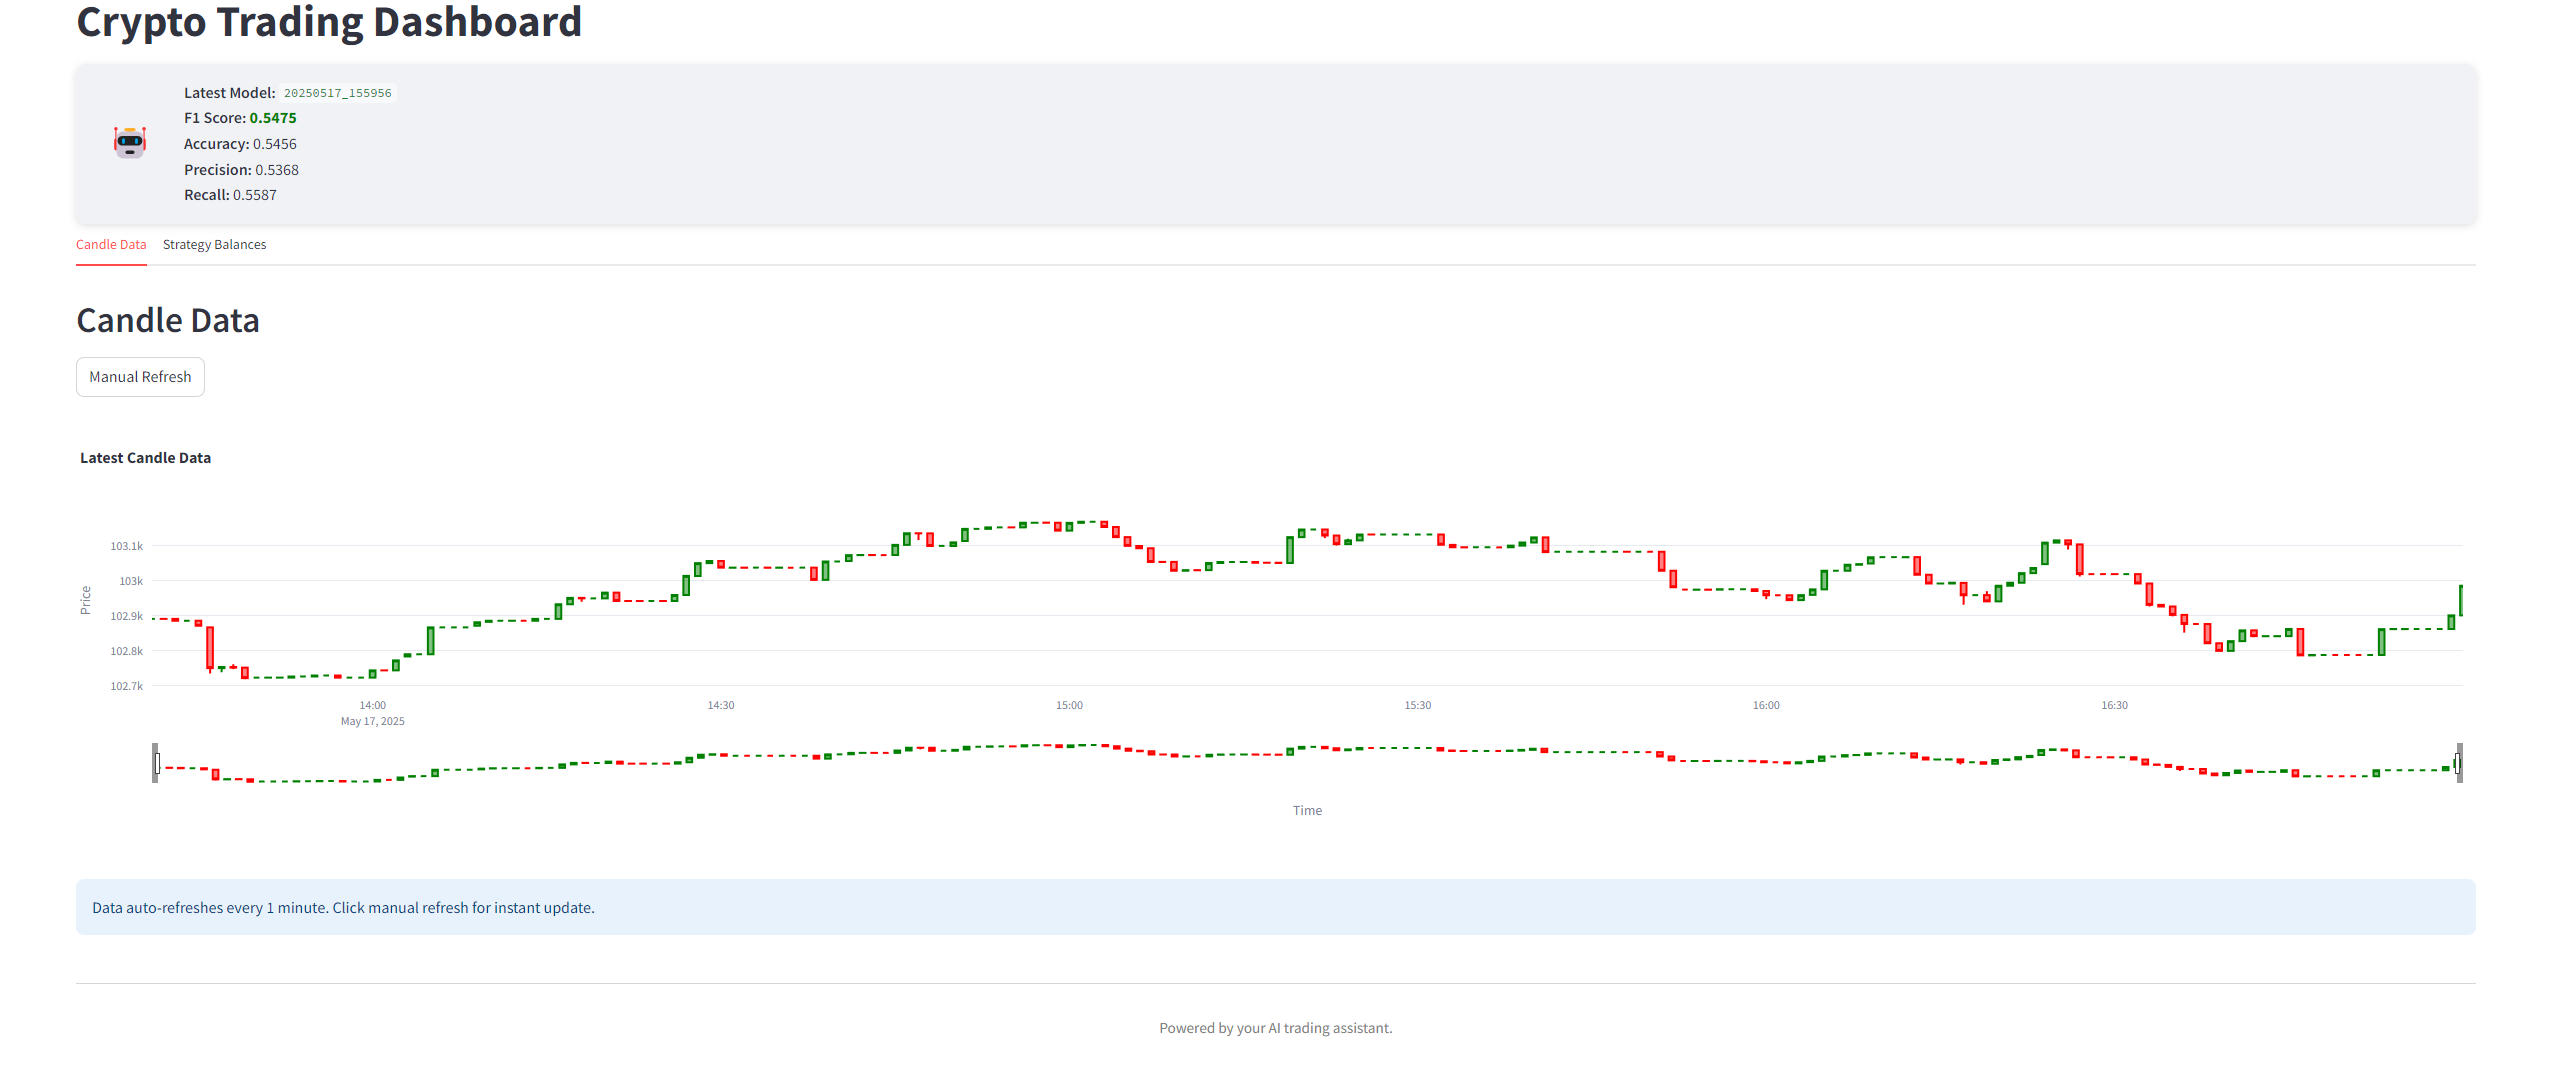 Crypto Trading Dashboard
Latest Model: 20250517_155956
F1 Score: 0.5475
Accuracy: 0.5456
Precision: 0.5368
Recall: 0.5587
Candle Data Strategy Balances
Candle Data
Manual Refresh
Latest Candle Data
Price
103.1k
103k
102.9k
102.8k
102.7k
14:00 14:30 15:00 15:30 16:00 16:30
May 17, 2025
Time
Data auto-refreshes every 1 minute. Click manual refresh for instant update.
Powered by your AI trading assistant.